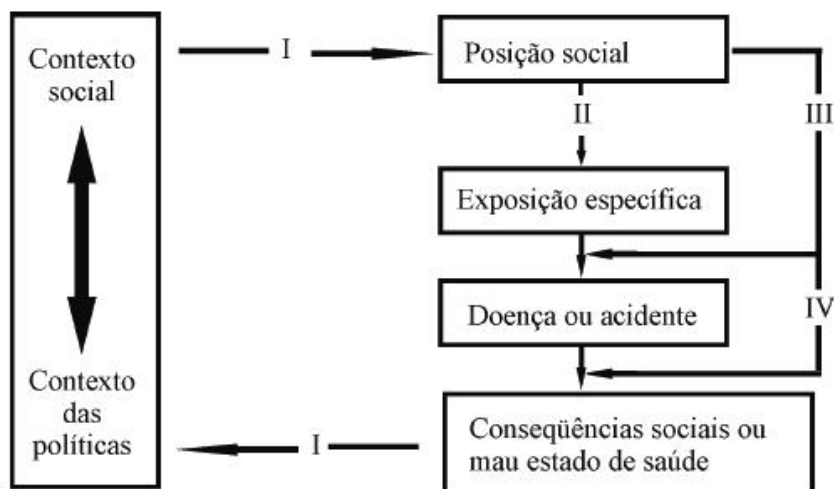 Contexto
social
I
Posição social
II
III
Exposição específica
Doença ou acidente
IV
Contexto
das
políticas
I
Conseqüências sociais ou
mau estado de saúde